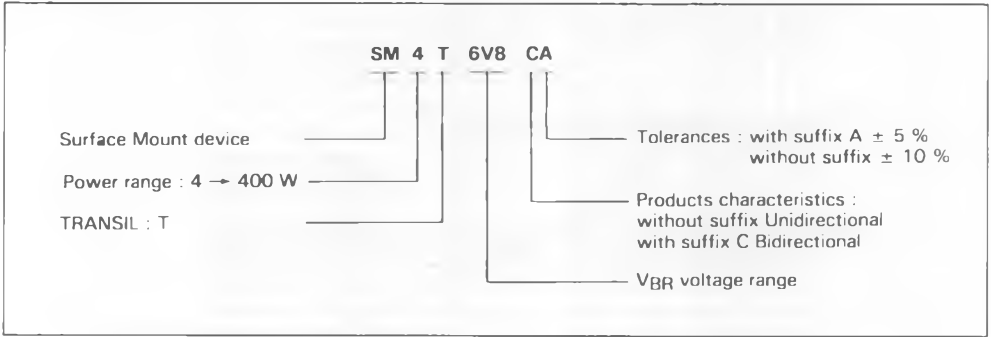 SM 4 T 6V8 CA
Surface Mount device
Power range : 4 → 400 W
TRANSIL : T
Tolerances : with suffix A ± 5 %
without suffix ± 10 %
Products characteristics :
without suffix Unidirectional
with suffix C Bidirectional
VBR voltage range